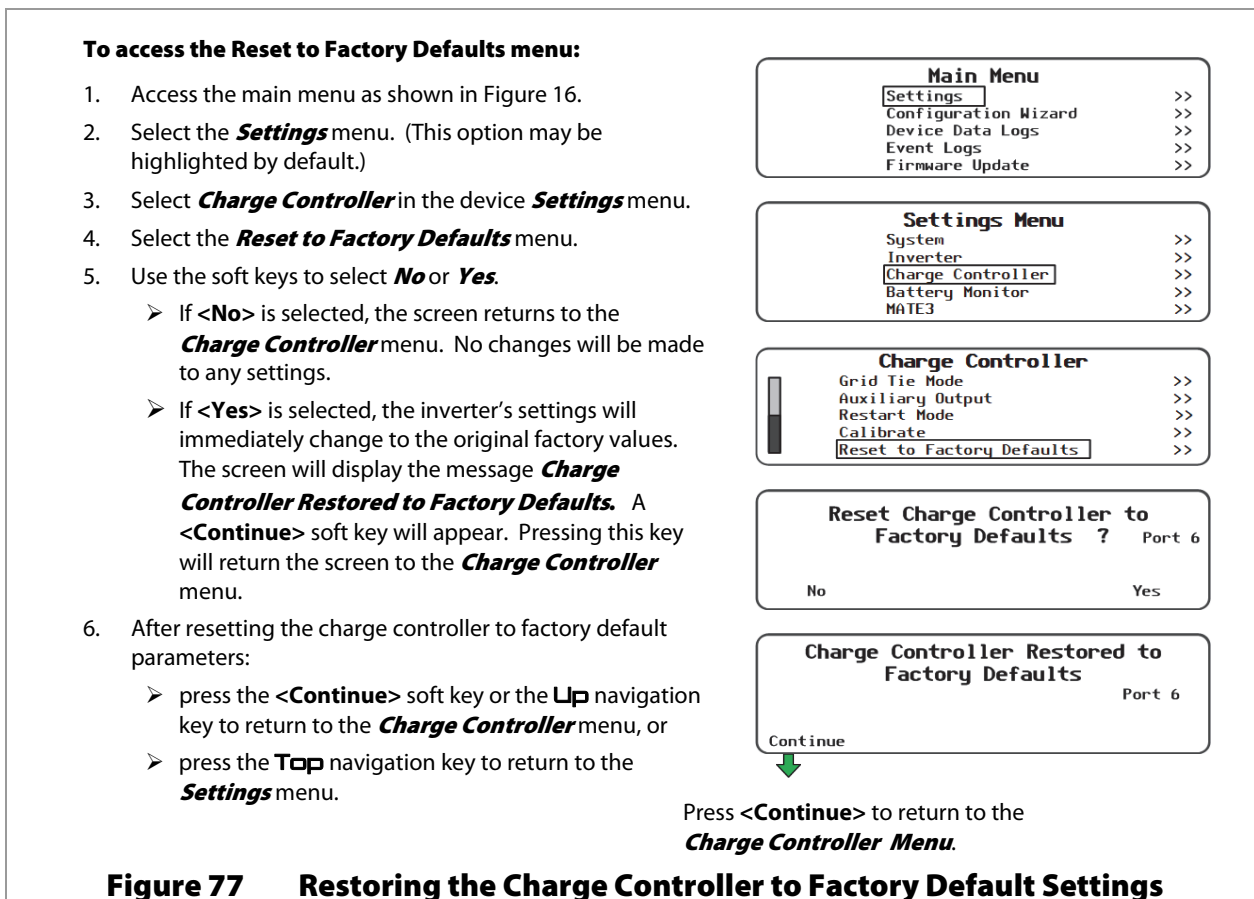 To access the Reset to Factory Defaults menu:
1. Access the main menu as shown in Figure 16.
2. Select the Settings menu. (This option may be
highlighted by default.)
3. Select Charge Controller in the device Settings menu.
4. Select the Reset to Factory Defaults menu.
5. Use the soft keys to select No or Yes.
➢ If <No> is selected, the screen returns to the
Charge Controller menu. No changes will be made
to any settings.
➢ If <Yes> is selected, the inverter’s settings will
immediately change to the original factory values.
The screen will display the message Charge
Controller Restored to Factory Defaults. A
<Continue> soft key will appear. Pressing this key
will return the screen to the Charge Controller
menu.
6. After resetting the charge controller to factory default
parameters:
➢ press the <Continue> soft key or the Up navigation
key to return to the Charge Controller menu, or
➢ press the Top navigation key to return to the
Settings menu.
Main Menu
Settings >>
Configuration Wizard >>
Device Data Logs >>
Event Logs >>
Firmware Update >>
Settings Menu
System >>
Inverter >>
Charge Controller >>
Battery Monitor >>
MATE3 >>
Charge Controller
Grid Tie Mode >>
Auxiliary Output >>
Restart Mode >>
Calibrate >>
Reset to Factory Defaults >>
Reset Charge Controller to
Factory Defaults ? Port 6
No Yes
Charge Controller Restored to
Factory Defaults
Port 6
Continue
Press <Continue> to return to the
Charge Controller Menu.
Figure 77 Restoring the Charge Controller to Factory Default Settings